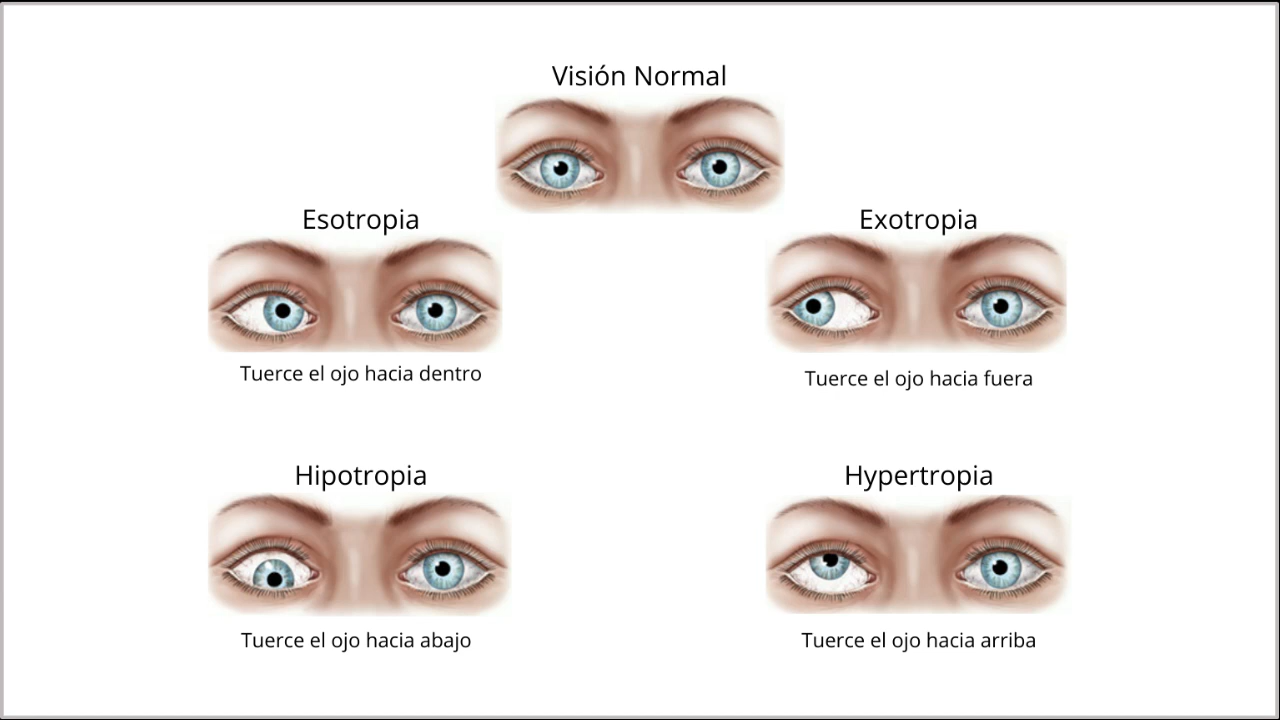 Visión Normal
Esotropia
Exotropia
Tuerce el ojo hacia dentro
Tuerce el ojo hacia fuera
Hipotropia
Hypertropia
Tuerce el ojo hacia abajo
Tuerce el ojo hacia arriba